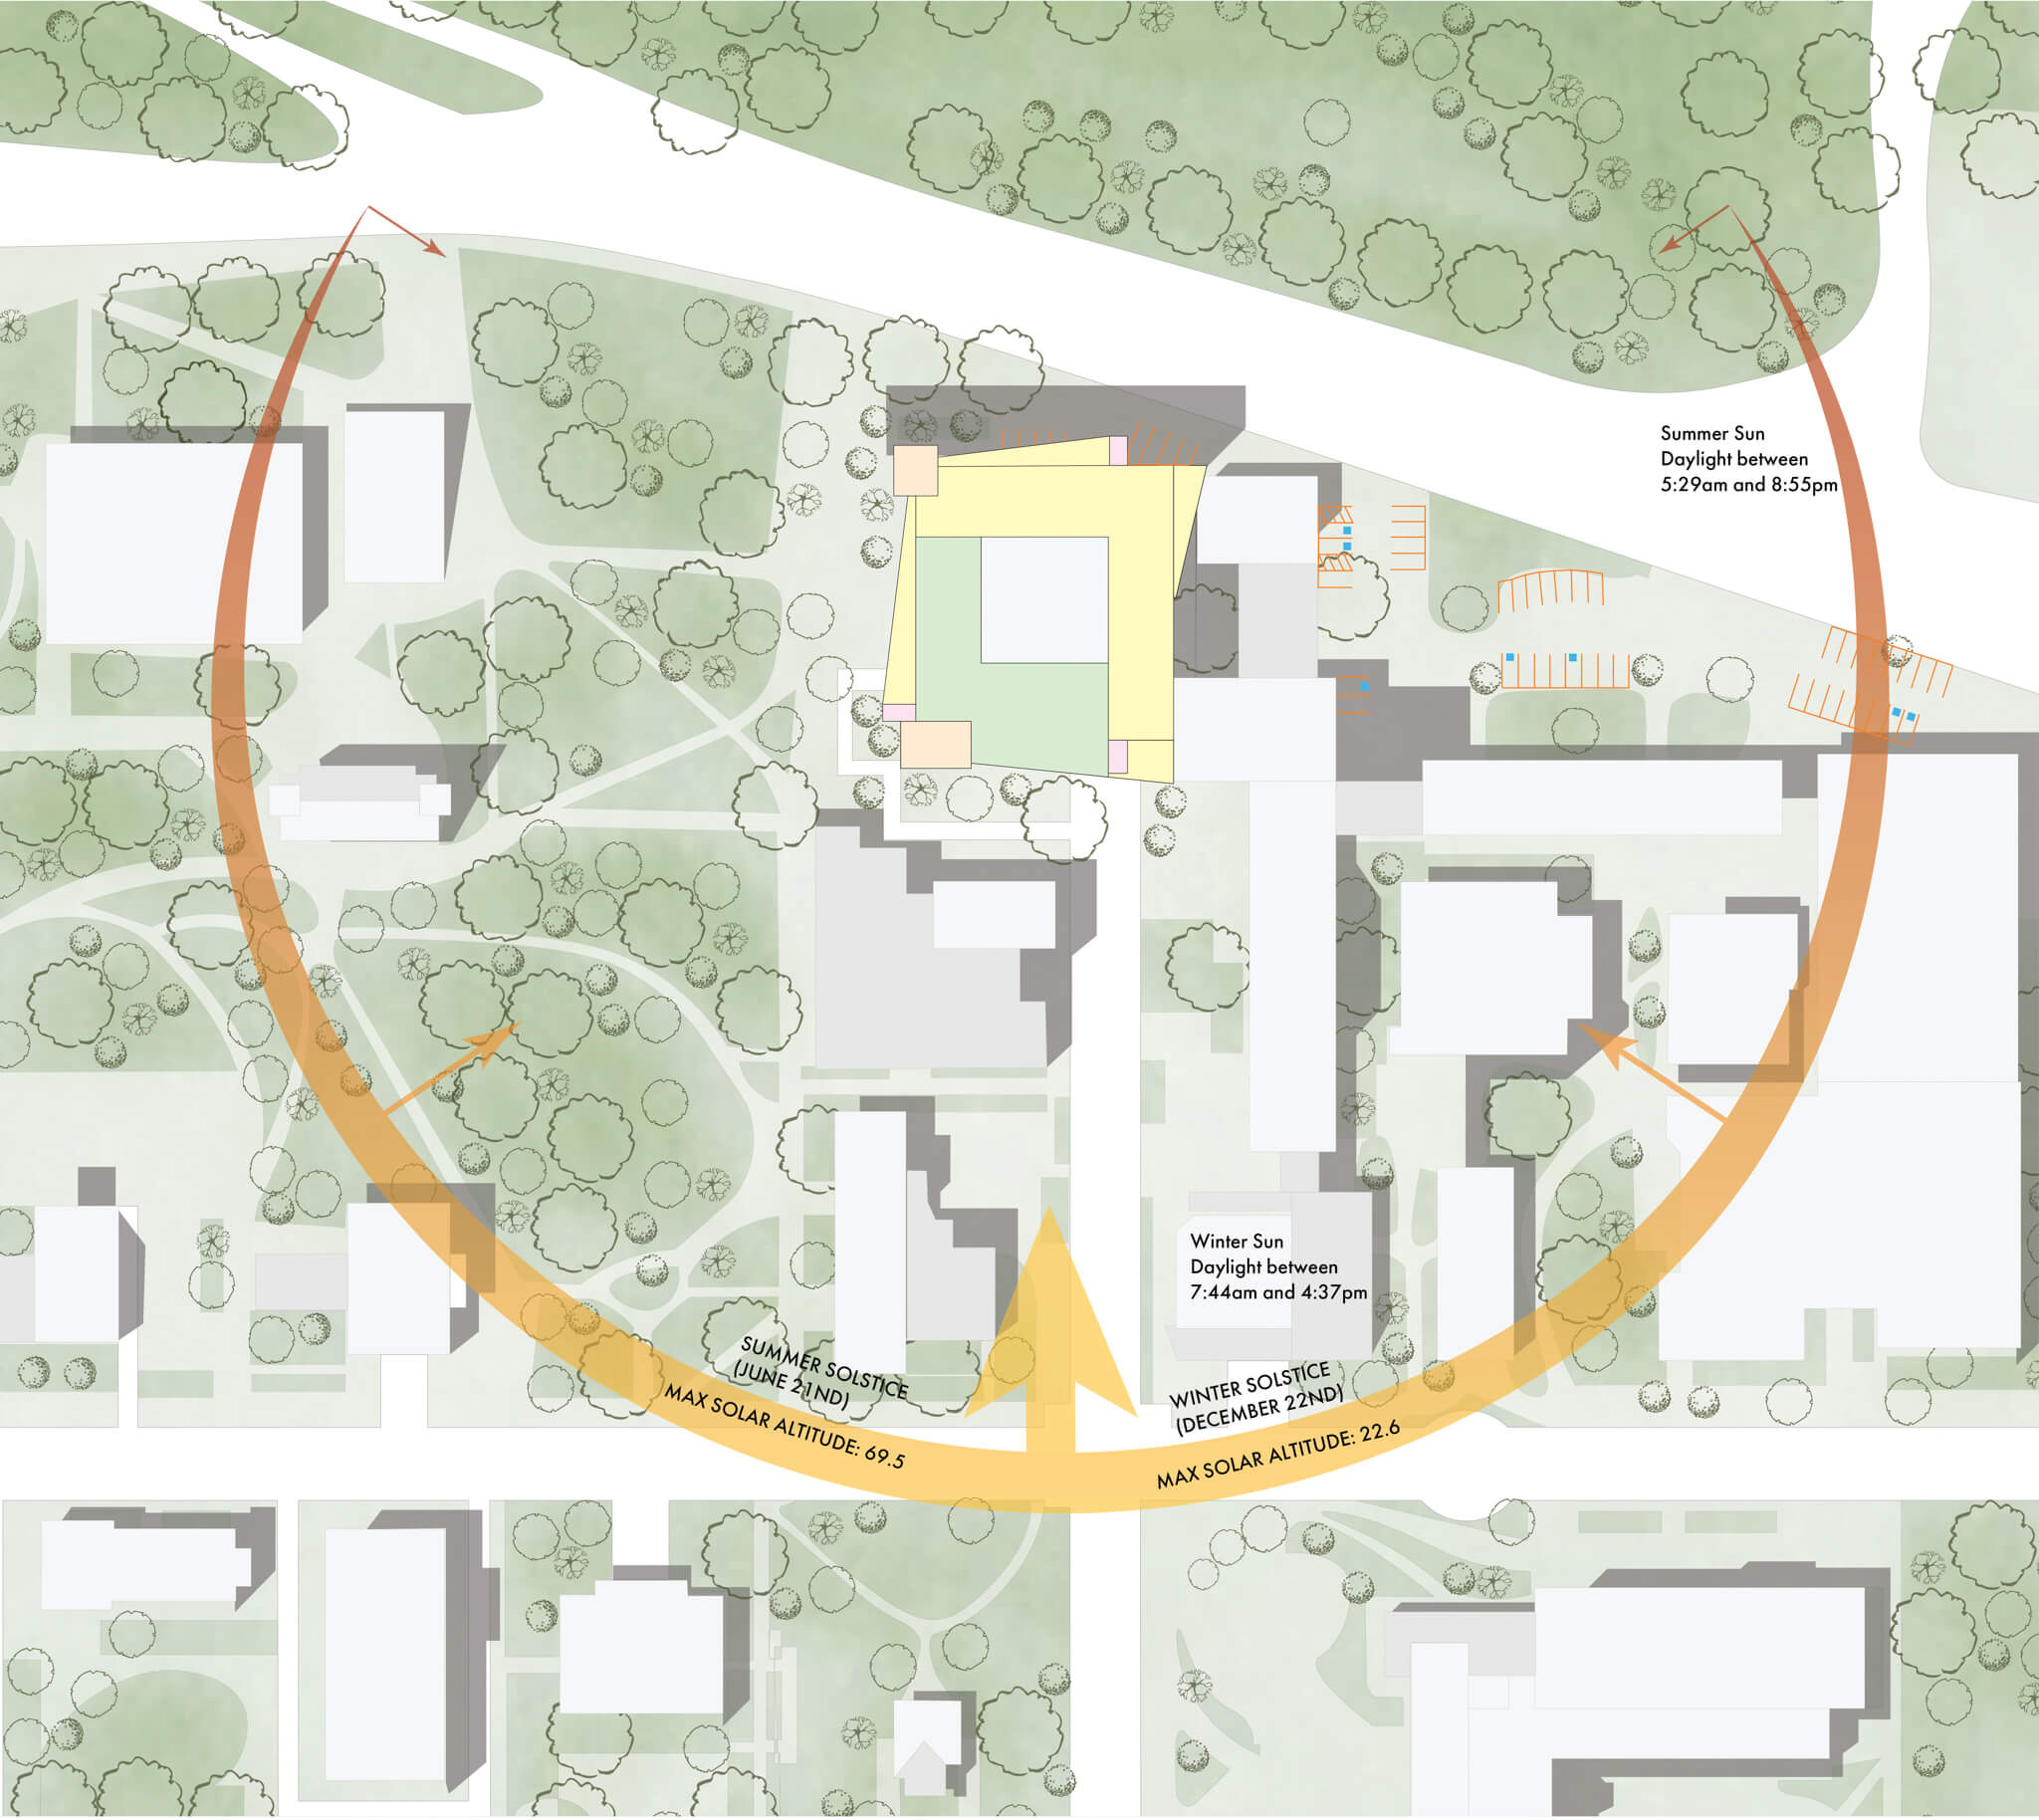 Summer Sun
Daylight between
5:29am and 8:55pm
Winter Sun
Daylight between
7:44am and 4:37pm
SUMMER SOLSTICE
(JUNE 21ND)
MAX SOLAR ALTITUDE: 69.5
WINTER SOLSTICE
(DECEMBER 22ND)
MAX SOLAR ALTITUDE: 22.6